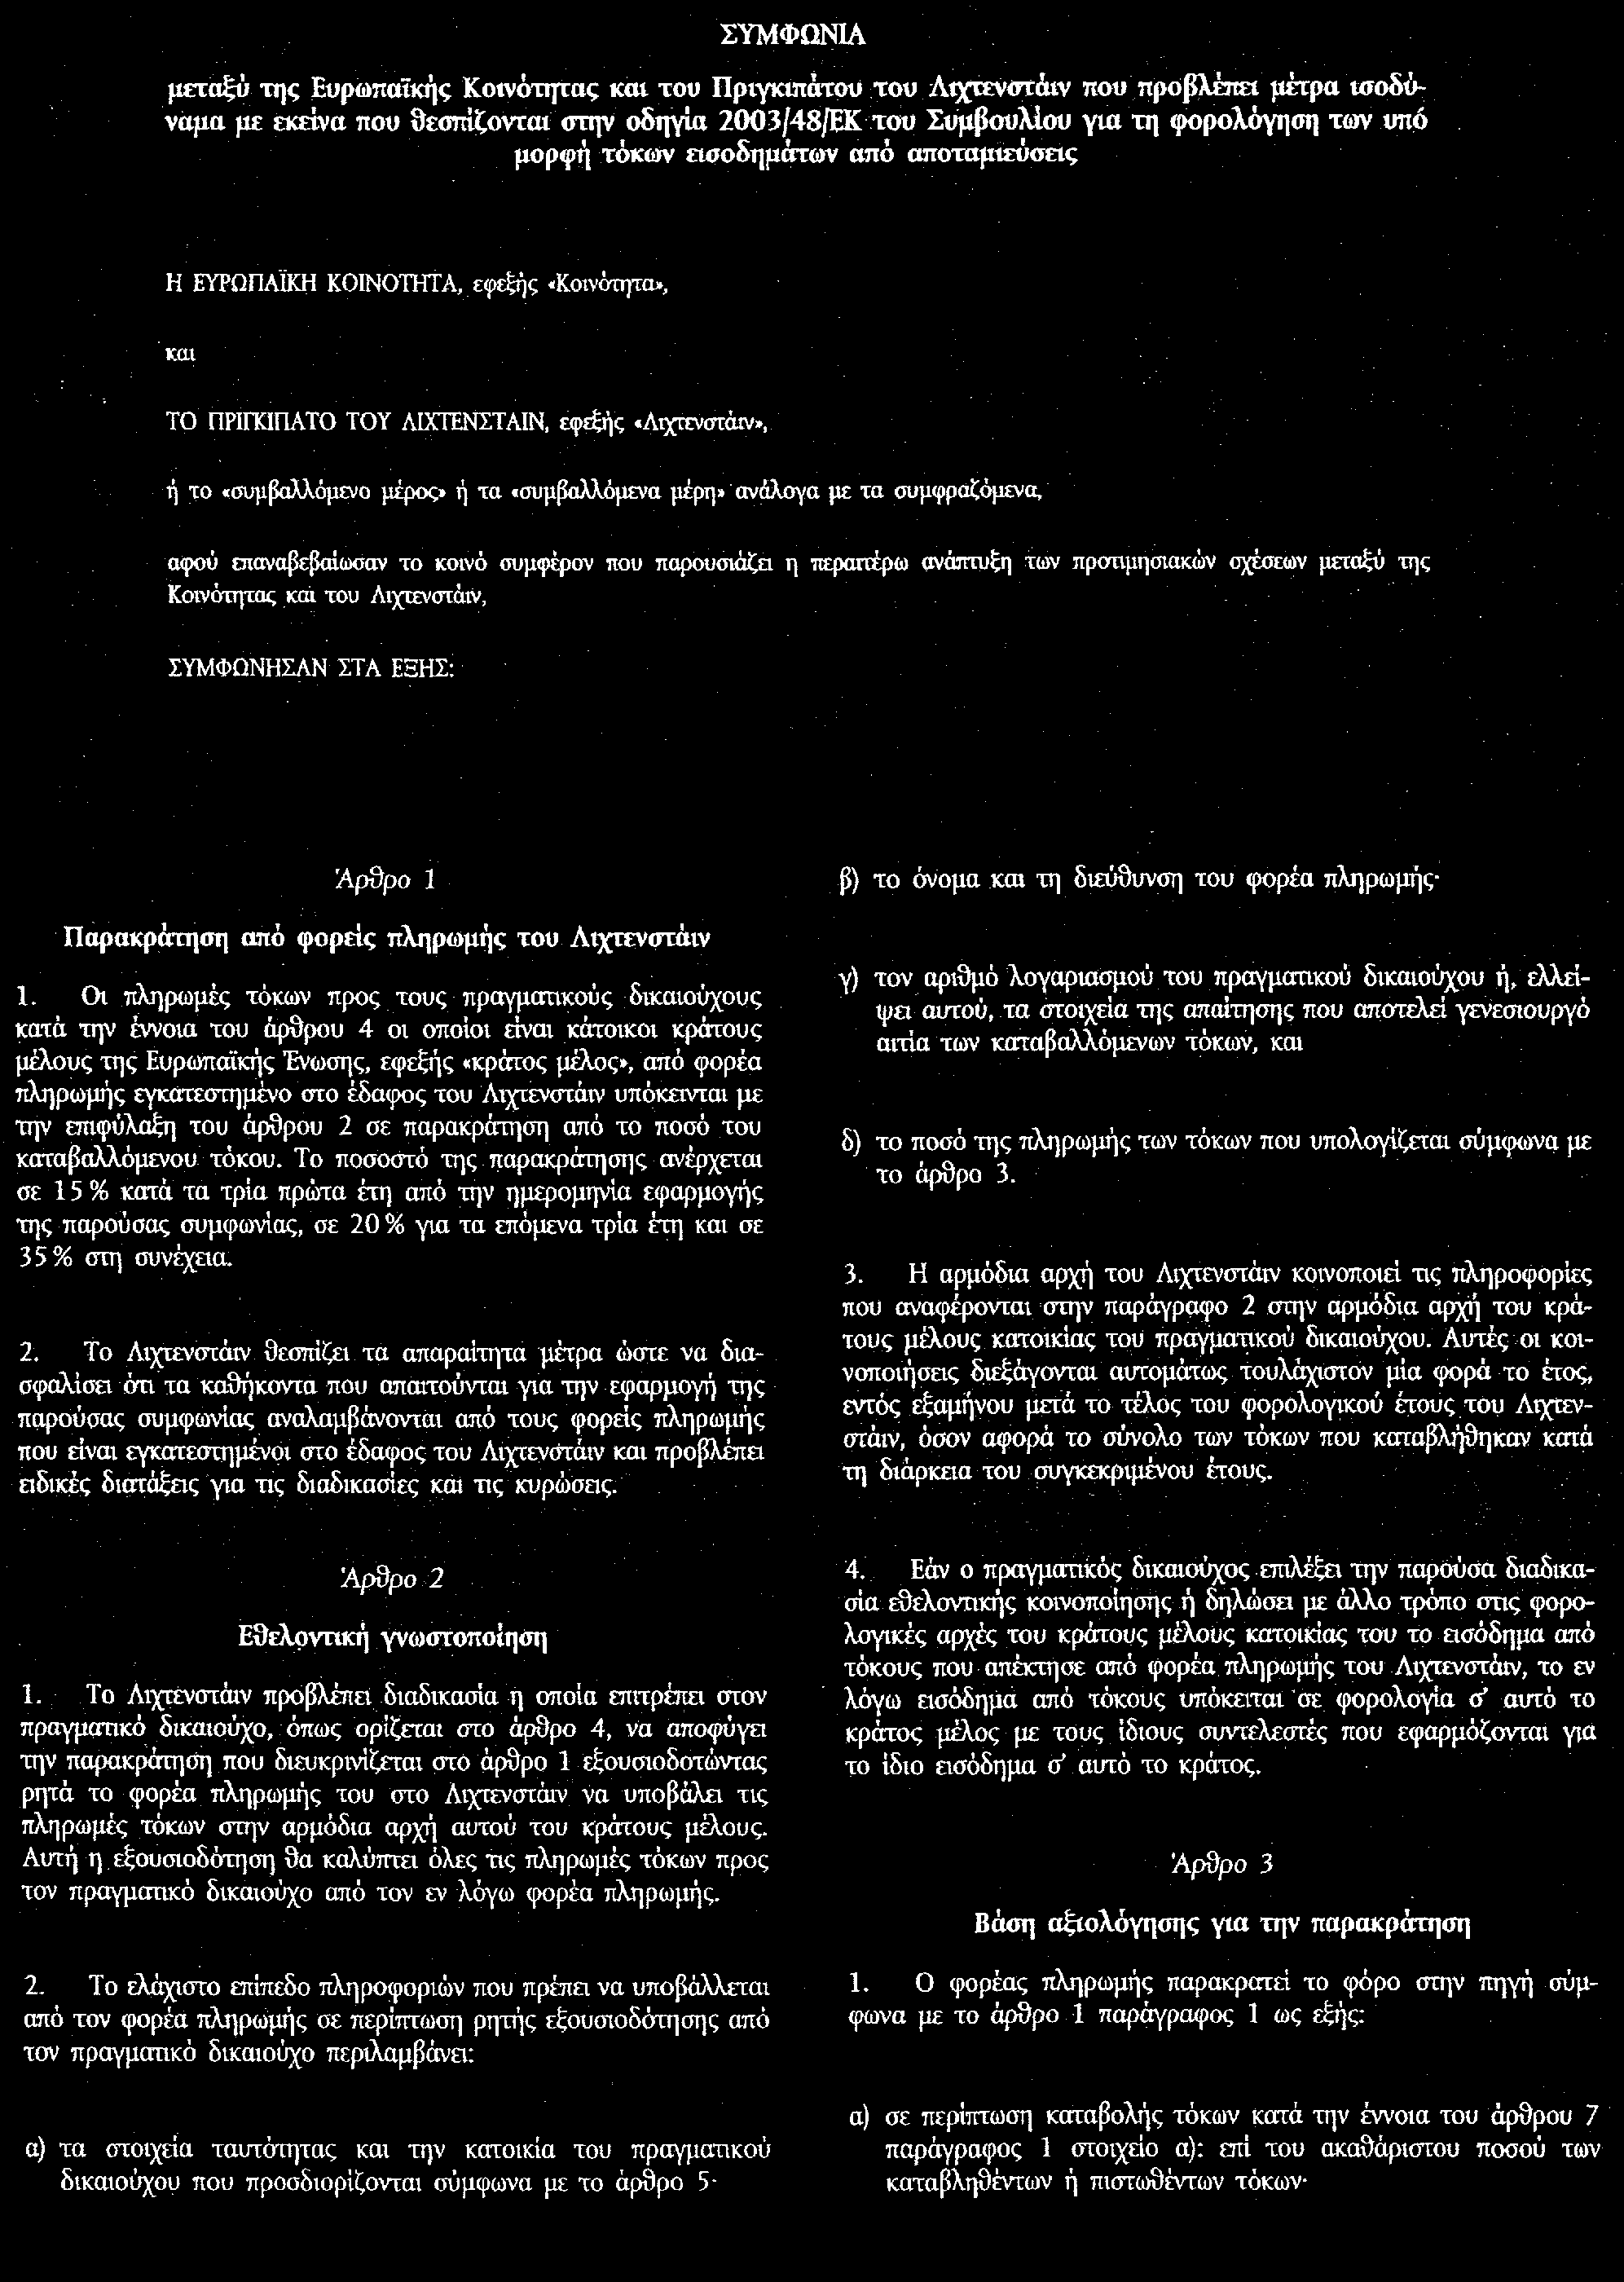 ΣΥΜΦΩΝΙΑ
μεταξύ της Ευρωπαϊκής Κοινότητας και του Πριγκιπάτου του Λιχτενστάιν που προβλέπει μέτρα ισοδύ-
ναμα με εκείνα που θεσπίζονται στην οδηγία 2003/48/ΕΚ του Συμβουλίου για τη φορολόγηση των υπό
μορφή τόκων εισοδημάτων από αποταμιεύσεις
Η ΕΥΡΩΠΑΪΚΗ ΚΟΙΝΟΤΗΤΑ, εφεξής «Κοινότητα»,
και
ΤΟ ΠΡΙΓΚΙΠΑΤΟ ΤΟΥ ΛΙΧΤΕΝΣΤΑΙΝ, εφεξής «Λιχτενστάιν»,
ή το «συμβαλλόμενο μέρος» ή τα «συμβαλλόμενα μέρη» ανάλογα με τα συμφραζόμενα,
αφού επαναβεβαίωσαν το κοινό συμφέρον που παρουσιάζει η περαιτέρω ανάπτυξη των προτιμησιακών σχέσεων μεταξύ της
Κοινότητας και του Λιχτενστάιν,
ΣΥΜΦΩΝΗΣΑΝ ΣΤΑ ΕΞΗΣ:
Άρθρο 1
Παρακράτηση από φορείς πληρωμής του Λιχτενστάιν
1. Οι πληρωμές τόκων προς τους πραγματικούς δικαιούχους
κατά την έννοια του άρθρου 4 οι οποίοι είναι κάτοικοι κράτους
μέλους της Ευρωπαϊκής Ένωσης, εφεξής «κράτος μέλος», από φορέα
πληρωμής εγκατεστημένο στο έδαφος του Λιχτενστάιν υπόκεινται με
την επιφύλαξη του άρθρου 2 σε παρακράτηση από το ποσό του
καταβαλλόμενου τόκου. Το ποσοστό της παρακράτησης ανέρχεται
σε 15 % κατά τα τρία πρώτα έτη από την ημερομηνία εφαρμογής
της παρούσας συμφωνίας, σε 20 % για τα επόμενα τρία έτη και σε
35 % στη συνέχεια.
2. Το Λιχτενστάιν θεσπίζει τα απαραίτητα μέτρα ώστε να δια-
σφαλίσει ότι τα καθήκοντα που απαιτούνται για την εφαρμογή της
παρούσας συμφωνίας αναλαμβάνονται από τους φορείς πληρωμής
που είναι εγκατεστημένοι στο έδαφος του Λιχτενστάιν και προβλέπει
ειδικές διατάξεις για τις διαδικασίες και τις κυρώσεις.
Άρθρο 2
Εθελοντική γνωστοποίηση
1. Το Λιχτενστάιν προβλέπει διαδικασία η οποία επιτρέπει στον
πραγματικό δικαιούχο, όπως ορίζεται στο άρθρο 4, να αποφύγει
την παρακράτηση που διευκρινίζεται στο άρθρο 1 εξουσιοδοτώντας
ρητά το φορέα πληρωμής του στο Λιχτενστάιν να υποβάλει τις
πληρωμές τόκων στην αρμόδια αρχή αυτού του κράτους μέλους.
Αυτή η εξουσιοδότηση θα καλύπτει όλες τις πληρωμές τόκων προς
τον πραγματικό δικαιούχο από τον εν λόγω φορέα πληρωμής.
2. Το ελάχιστο επίπεδο πληροφοριών που πρέπει να υποβάλλεται
από τον φορέα πληρωμής σε περίπτωση ρητής εξουσιοδότησης από
τον πραγματικό δικαιούχο περιλαμβάνει:
α) τα στοιχεία ταυτότητας και την κατοικία του πραγματικού
δικαιούχου που προσδιορίζονται σύμφωνα με το άρθρο 5·
β) το όνομα και τη διεύθυνση του φορέα πληρωμής·
γ) τον αριθμό λογαριασμού του πραγματικού δικαιούχου ή, ελλεί-
ψει αυτού, τα στοιχεία της απαίτησης που αποτελεί γενεσιουργό
αιτία των καταβαλλόμενων τόκων, και
δ) το ποσό της πληρωμής των τόκων που υπολογίζεται σύμφωνα με
το άρθρο 3.
3. Η αρμόδια αρχή του Λιχτενστάιν κοινοποιεί τις πληροφορίες
που αναφέρονται στην παράγραφο 2 στην αρμόδια αρχή του κρά-
τους μέλους κατοικίας του πραγματικού δικαιούχου. Αυτές οι κοι-
νοποιήσεις διεξάγονται αυτομάτως τουλάχιστον μία φορά το έτος,
εντός εξαμήνου μετά το τέλος του φορολογικού έτους του Λιχτεν-
στάιν, όσον αφορά το σύνολο των τόκων που καταβλήθηκαν κατά
τη διάρκεια του συγκεκριμένου έτους.
4. Εάν ο πραγματικός δικαιούχος επιλέξει την παρούσα διαδικα-
σία εθελοντικής κοινοποίησης ή δηλώσει με άλλο τρόπο στις φορο-
λογικές αρχές του κράτους μέλους κατοικίας του το εισόδημα από
τόκους που απέκτησε από φορέα πληρωμής του Λιχτενστάιν, το εν
λόγω εισόδημα από τόκους υπόκειται σε φορολογία σ' αυτό το
κράτος μέλος με τους ίδιους συντελεστές που εφαρμόζονται για
το ίδιο εισόδημα σ' αυτό το κράτος.
Άρθρο 3
Βάση αξιολόγησης για την παρακράτηση
1. Ο φορέας πληρωμής παρακρατεί το φόρο στην πηγή σύμ-
φωνα με το άρθρο 1 παράγραφος 1 ως εξής:
α) σε περίπτωση καταβολής τόκων κατά την έννοια του άρθρου 7
παράγραφος 1 στοιχείο α): επί του ακαθάριστου ποσού των
καταβληθέντων ή πιστωθέντων τόκων·